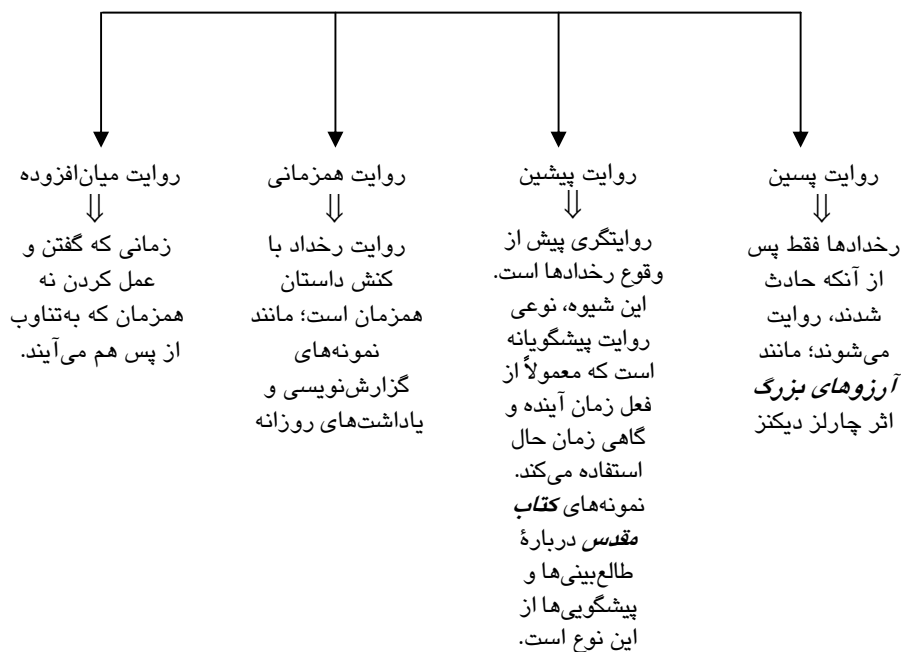 روایت پسین
⇓
رخدادها فقط پس
از آنکه حادث
شدند، روایت
می‌شوند؛ مانند
آرزوهای بزرگ
اثر چارلز دیکنز
روایت پیشین
⇓
روایتگری پیش از
وقوع رخدادها است.
این شیوه، نوعی
روایت پیشگویانه
است که معمولاً از
فعل زمان آینده و
گاهی زمان حال
استفاده می‌کند.
نمونه‌های کتاب
مقدس دربارهٔ
طالع‌بینی‌ها و
پیشگویی‌ها از
این نوع است.
روایت همزمانی
⇓
روایت رخداد با
کنش داستان
همزمان است؛ مانند
نمونه‌های
گزارش‌نویسی و
یاداشت‌های روزانه
روایت میان‌افزوده
⇓
زمانی که گفتن و
عمل کردن نه
همزمان که به‌تناوب
از پس هم می‌آیند.